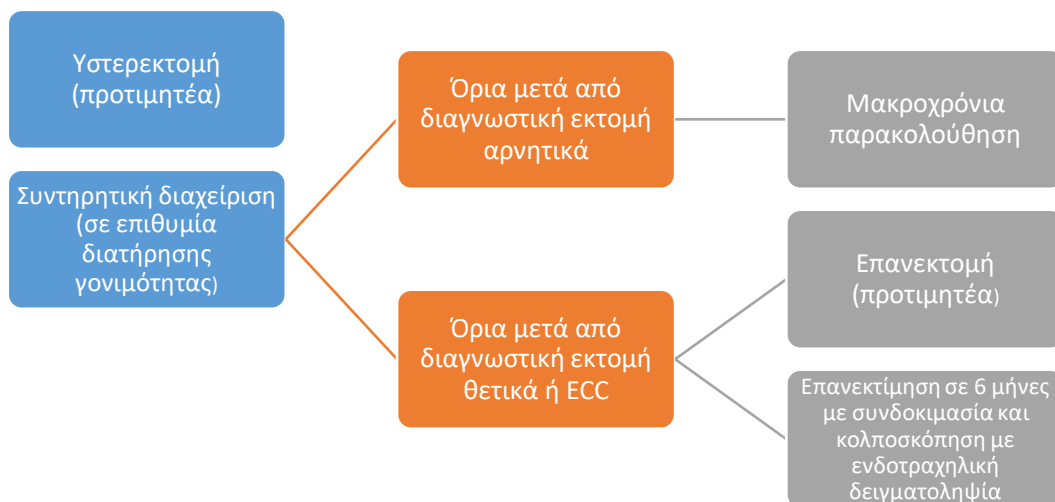 Υστερεκτομή
(προτιμητέα)
Συντηρητική διαχείριση
(σε επιθυμία
διατήρησης
γονιμότητας)
Όρια μετά από
διαγνωστική εκτομή
αρνητικά
Όρια μετά από
διαγνωστική εκτομή
θετικά ή ECC
Μακροχρόνια
παρακολούθηση
Επανεκτομή
(προτιμητέα)
Επανεκτίμηση σε 6 μήνες
με συνδοκιμασία και
κολποσκόπηση με
ενδοτραχηλική
δειγματοληψία